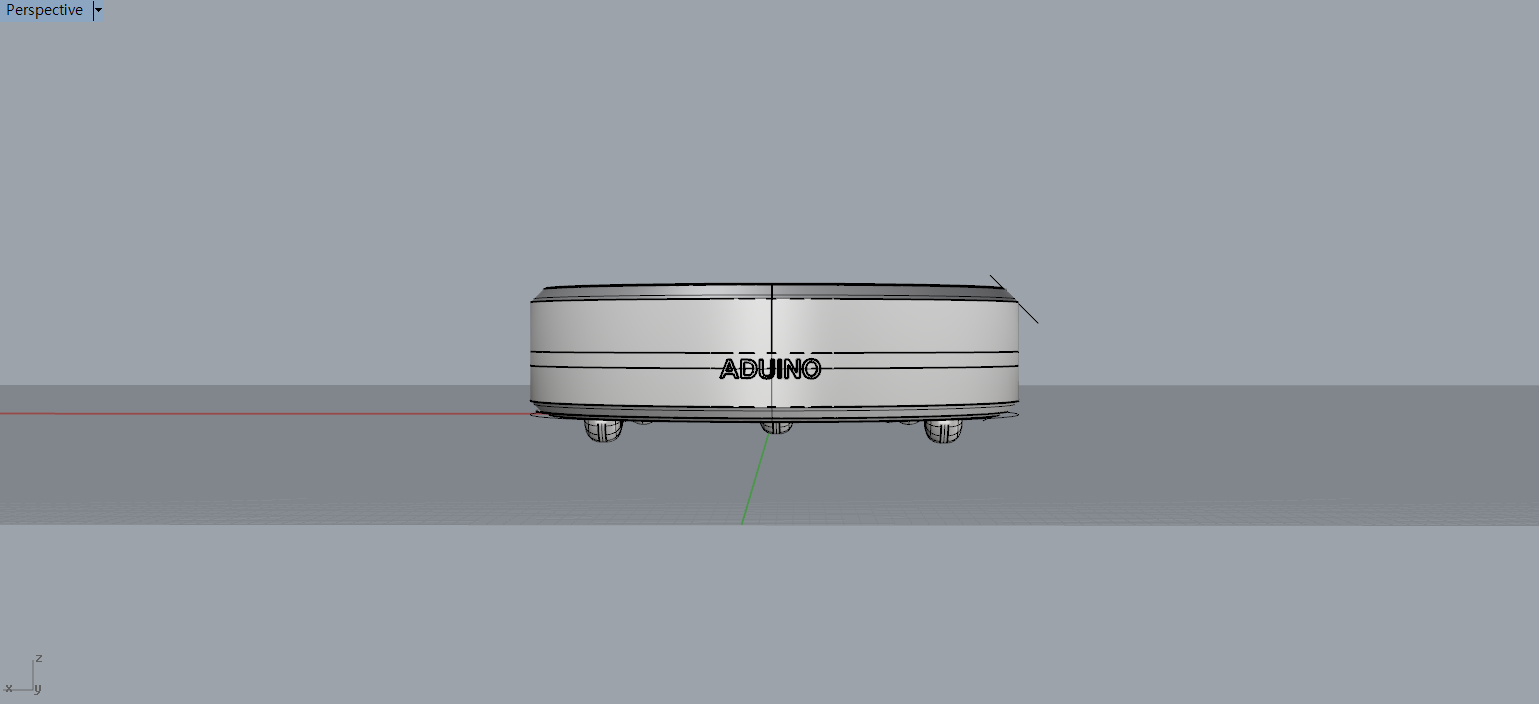 Perspective
ADUINO
z
x y